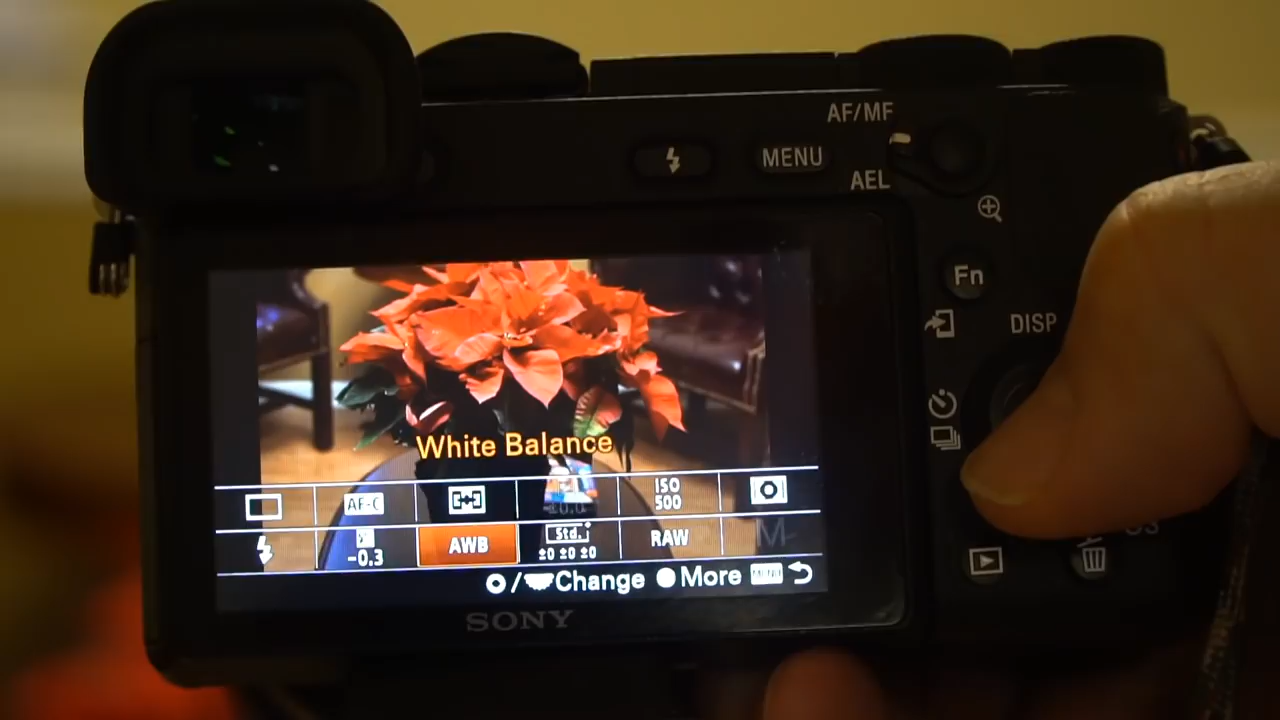 AF/MF
MENU
AEL
Fn
DISP
White Balance
AF-C
ISO
500
-0.3
AWB
Std.
±0 ±0 ±0
RAW
M
/ Change More MENU
SONY